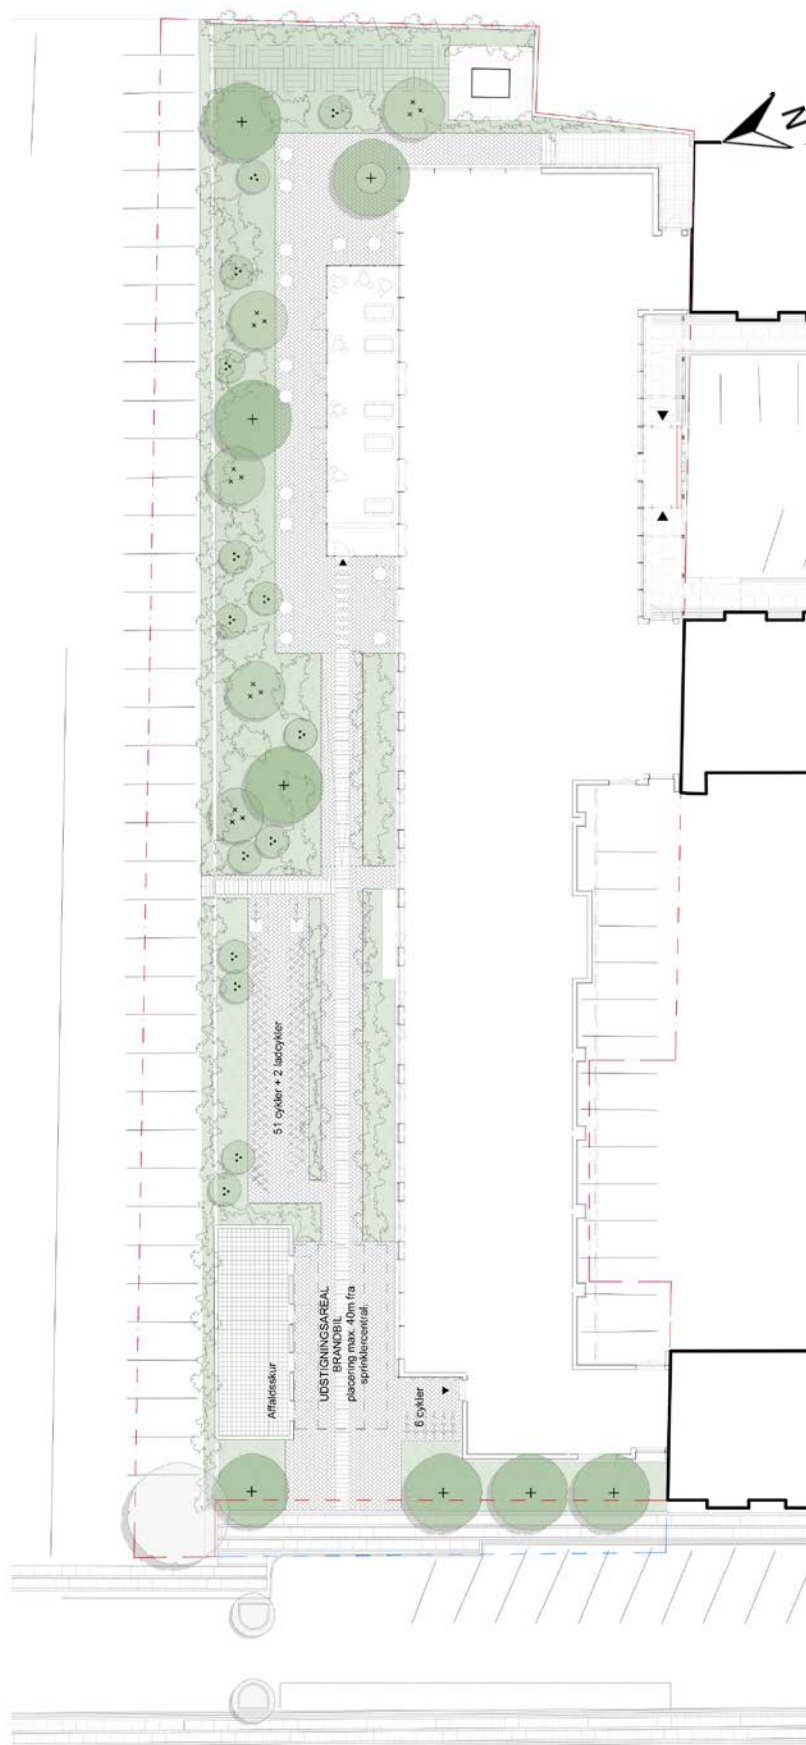 N
51 cykler + 2 ladcykler
Affaldsskur
UDSTIGNINGSAREAL
BRANDBIL
placering max. 40m fra
sprinklercentral.
6 cykler